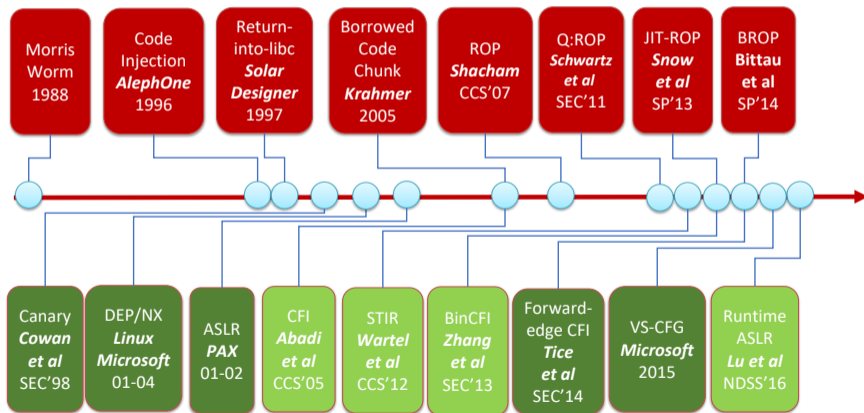 Morris
Worm
1988
Code
Injection
AlephOne
1996
Return-
into-libc
Solar
Designer
1997
Borrowed
Code
Chunk
Krahmer
2005
ROP
Shacham
CCS'07
Q:ROP
Schwartz
et al
SEC'11
JIT-ROP
Snow
et al
SP'13
BROP
Bittau
et al
SP'14
Canary
Cowan
et al
SEC'98
DEP/NX
Linux
Microsoft
01-04
ASLR
PAX
01-02
CFI
Abadi
et al
CCS'05
STIR
Wartel
et al
CCS'12
BinCFI
Zhang
et al
SEC'13
Forward-
edge CFI
Tice
et al
SEC'14
VS-CFG
Microsoft
2015
Runtime
ASLR
Lu et al
NDSS'16